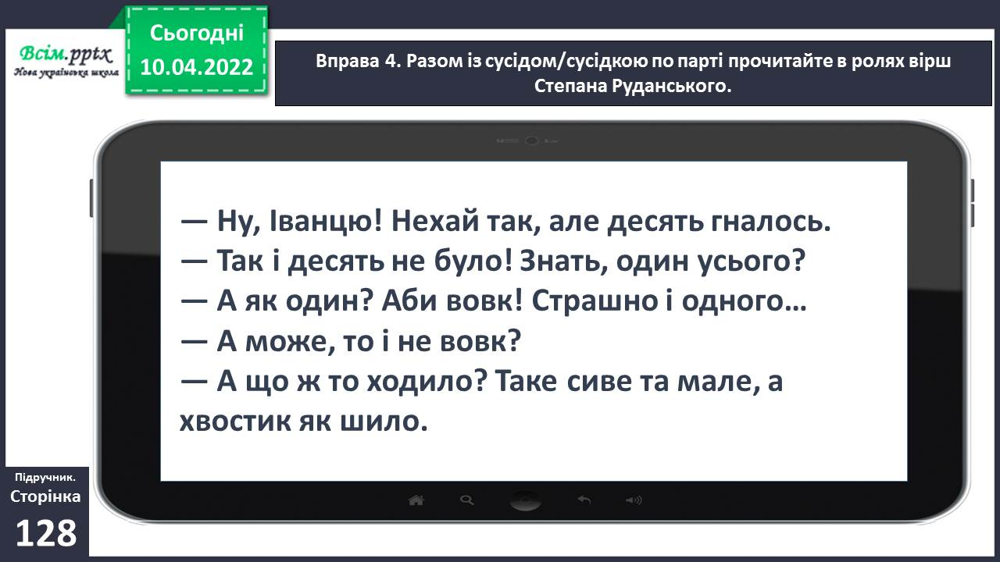 Всім.pptx
Нова українська школа
Сьогодні
10.04.2022
Вправа 4. Разом із сусідом/сусідкою по парті прочитайте в ролях вірш
Степана Руданського.
— Ну, Іванцю! Нехай так, але десять гналось.
— Так і десять не було! Знать, один усього?
— А як один? Аби вовк! Страшно і одного…
— А може, то і не вовк?
— А що ж то ходило? Таке сиве та мале, а
хвостик як шило.
Підручник.
Сторінка
128